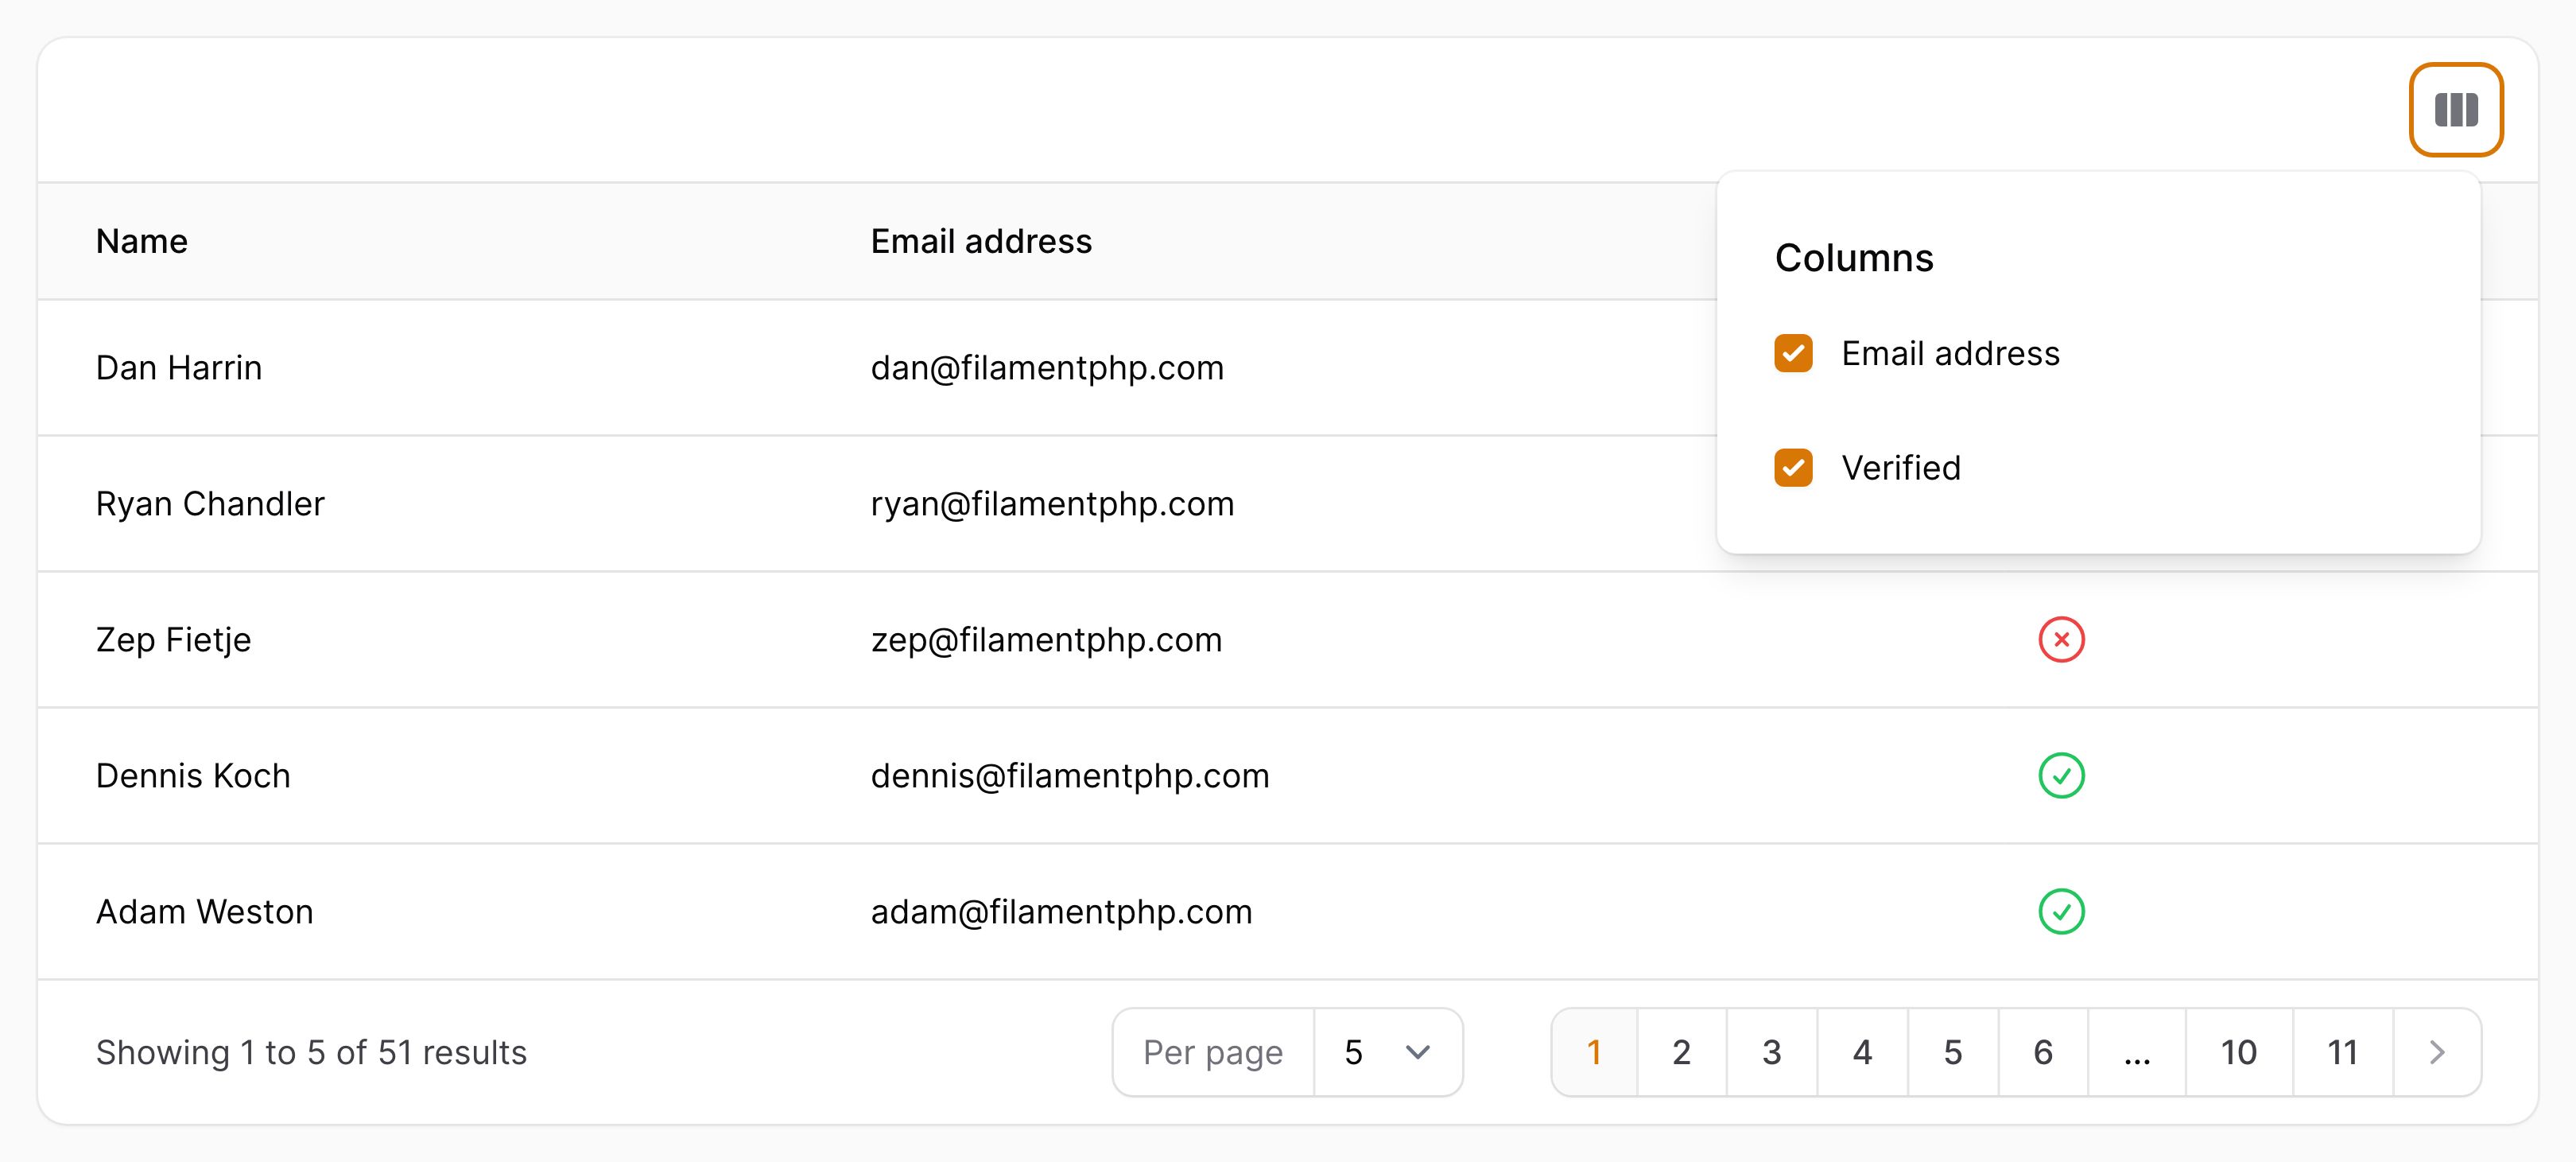 Name Email address
Columns
Email address
Verified
Dan Harrin dan@filamentphp.com
Ryan Chandler ryan@filamentphp.com
Zep Fietje zep@filamentphp.com
Dennis Koch dennis@filamentphp.com
Adam Weston adam@filamentphp.com
Showing 1 to 5 of 51 results Per page 5 1 2 3 4 5 6 ... 10 11